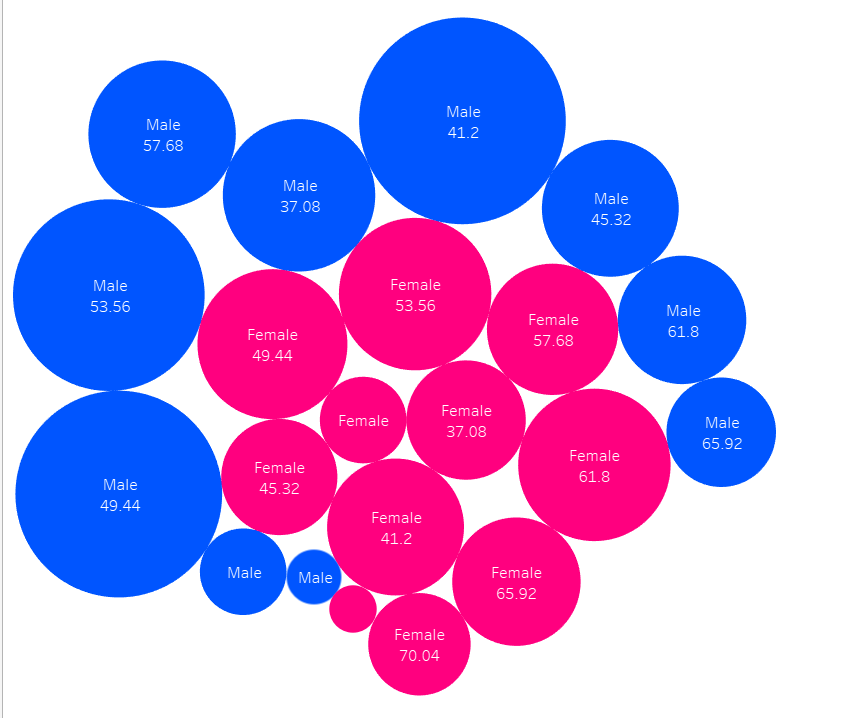 Male
41.2
Male
57.68
Male
37.08
Male
45.32
Male
53.56
Female
53.56
Male
61.8
Female
57.68
Female
49.44
Female
37.08
Female
Male
65.92
Female
61.8
Female
45.32
Male
49.44
Female
41.2
Male
Male
Female
65.92
Female
70.04